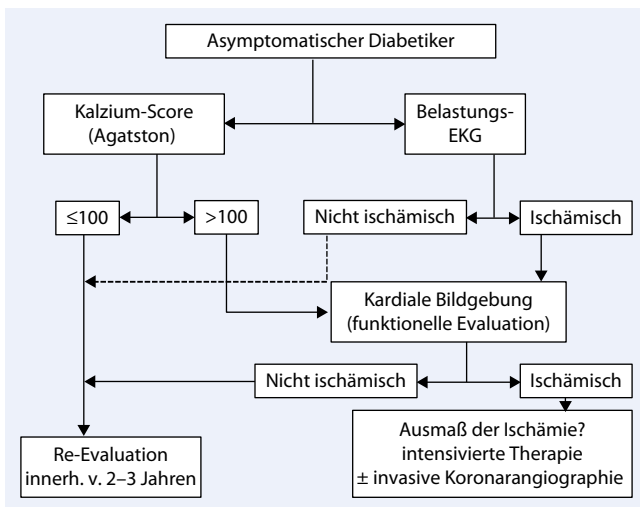 Asymptomatischer Diabetiker
Kalzium-Score
(Agatston)
Belastungs-
EKG
≤100
>100
Nicht ischämisch
Ischämisch
Kardiale Bildgebung
(funktionelle Evaluation)
Nicht ischämisch
Ischämisch
Re-Evaluation
innerh. v. 2–3 Jahren
Ausmaß der Ischämie?
intensivierte Therapie
± invasive Koronarangiographie